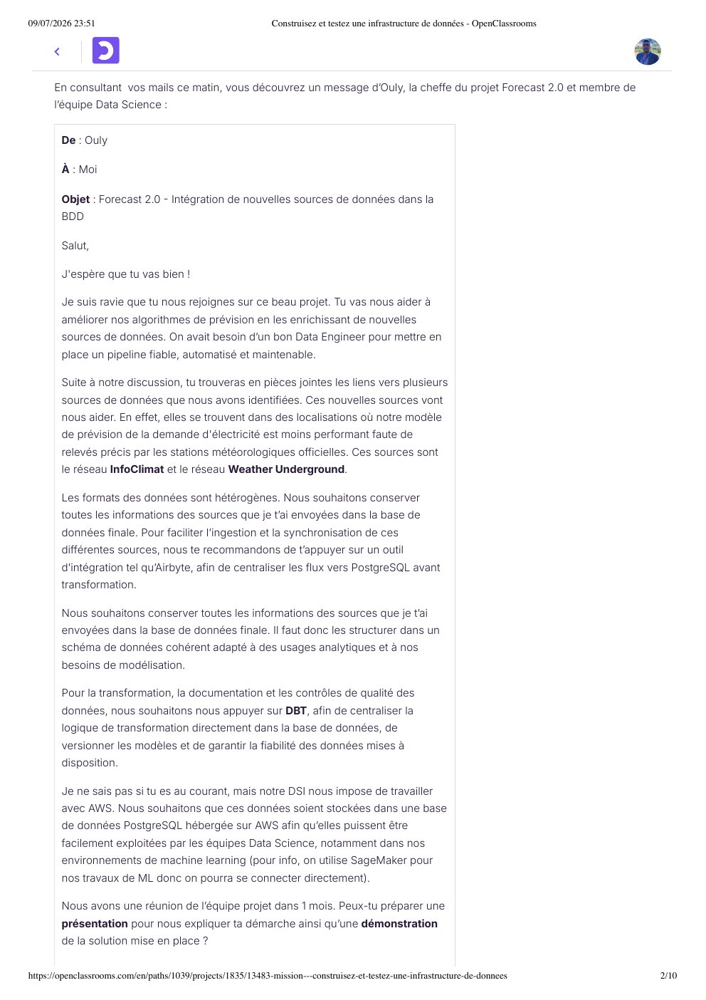 09/07/2026 23:51
Construisez et testez une infrastructure de données - OpenClassrooms
En consultant  vos mails ce matin, vous découvrez un message d’Ouly, la cheffe du projet Forecast 2.0 et membre de
l’équipe Data Science :
De : Ouly
À : Moi
Objet : Forecast 2.0 - Intégration de nouvelles sources de données dans la
BDD
Salut,
J'espère que tu vas bien !
Je suis ravie que tu nous rejoignes sur ce beau projet. Tu vas nous aider à
améliorer nos algorithmes de prévision en les enrichissant de nouvelles
sources de données. On avait besoin d’un bon Data Engineer pour mettre en
place un pipeline fiable, automatisé et maintenable.
Suite à notre discussion, tu trouveras en pièces jointes les liens vers plusieurs
sources de données que nous avons identifiées. Ces nouvelles sources vont
nous aider. En effet, elles se trouvent dans des localisations où notre modèle
de prévision de la demande d'électricité est moins performant faute de
relevés précis par les stations météorologiques officielles. Ces sources sont
le réseau InfoClimat et le réseau Weather Underground.
Les formats des données sont hétérogènes. Nous souhaitons conserver
toutes les informations des sources que je t’ai envoyées dans la base de
données finale. Pour faciliter l’ingestion et la synchronisation de ces
différentes sources, nous te recommandons de t’appuyer sur un outil
d’intégration tel qu’Airbyte, afin de centraliser les flux vers PostgreSQL avant
transformation.
Nous souhaitons conserver toutes les informations des sources que je t’ai
envoyées dans la base de données finale. Il faut donc les structurer dans un
schéma de données cohérent adapté à des usages analytiques et à nos
besoins de modélisation.
Pour la transformation, la documentation et les contrôles de qualité des
données, nous souhaitons nous appuyer sur DBT, afin de centraliser la
logique de transformation directement dans la base de données, de
versionner les modèles et de garantir la fiabilité des données mises à
disposition.
Je ne sais pas si tu es au courant, mais notre DSI nous impose de travailler
avec AWS. Nous souhaitons que ces données soient stockées dans une base
de données PostgreSQL hébergée sur AWS afin qu’elles puissent être
facilement exploitées par les équipes Data Science, notamment dans nos
environnements de machine learning (pour info, on utilise SageMaker pour
nos travaux de ML donc on pourra se connecter directement).
Nous avons une réunion de l’équipe projet dans 1 mois. Peux-tu préparer une
présentation pour nous expliquer ta démarche ainsi qu’une démonstration
de la solution mise en place ?
https://openclassrooms.com/en/paths/1039/projects/1835/13483-mission---construisez-et-testez-une-infrastructure-de-donnees
2/10